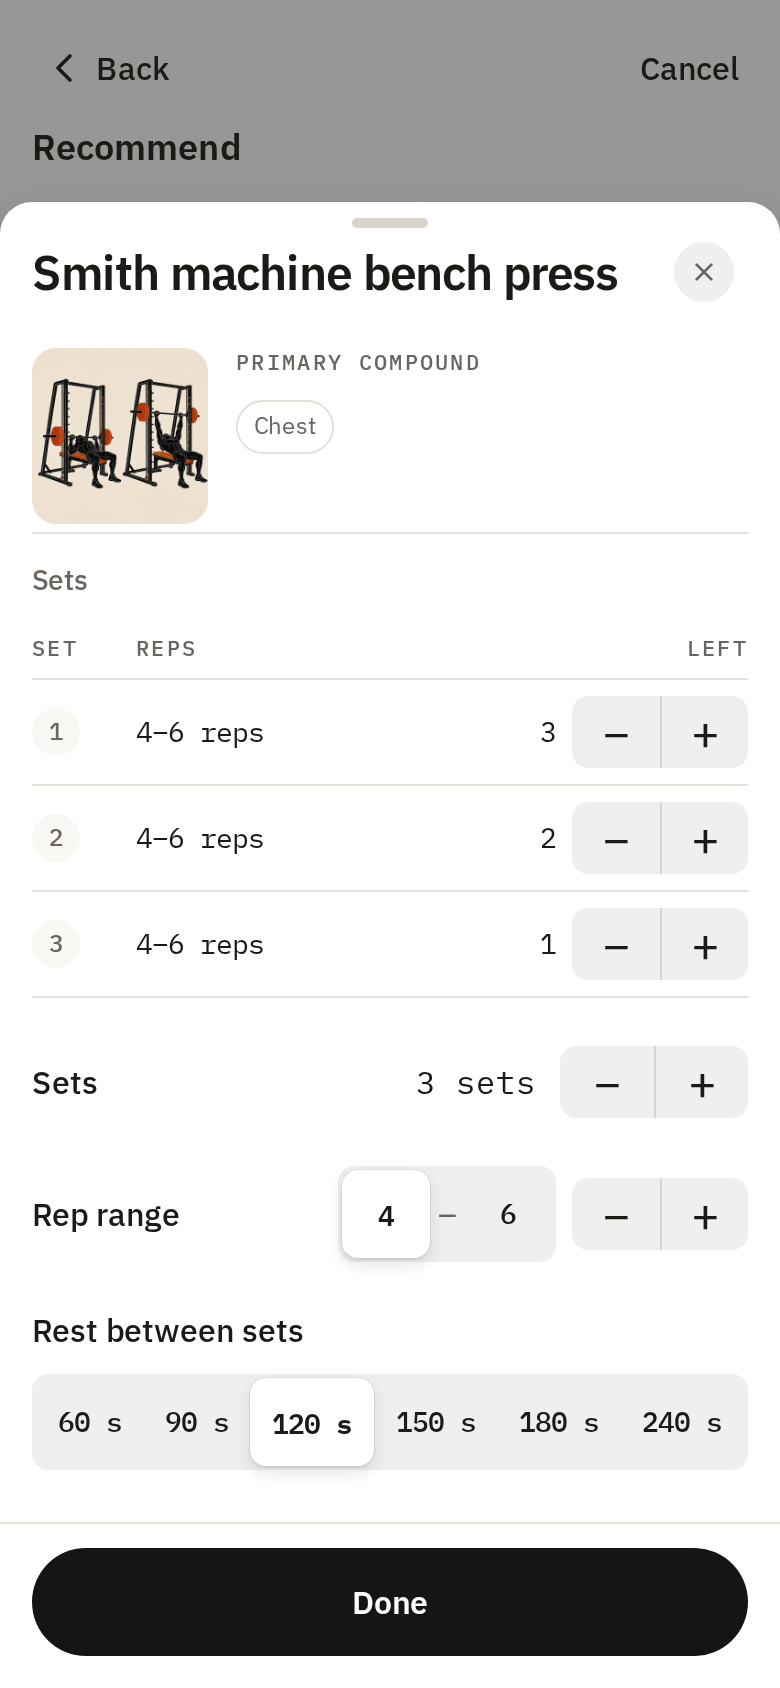 Back Cancel
Recommend
Smith machine bench press
PRIMARY COMPOUND
Chest
Sets
SET REPS LEFT
1 4–6 reps 3 − +
2 4–6 reps 2 − +
3 4–6 reps 1 − +
Sets 3 sets − +
Rep range 4 – 6 − +
Rest between sets
60 s 90 s 120 s 150 s 180 s 240 s
Done